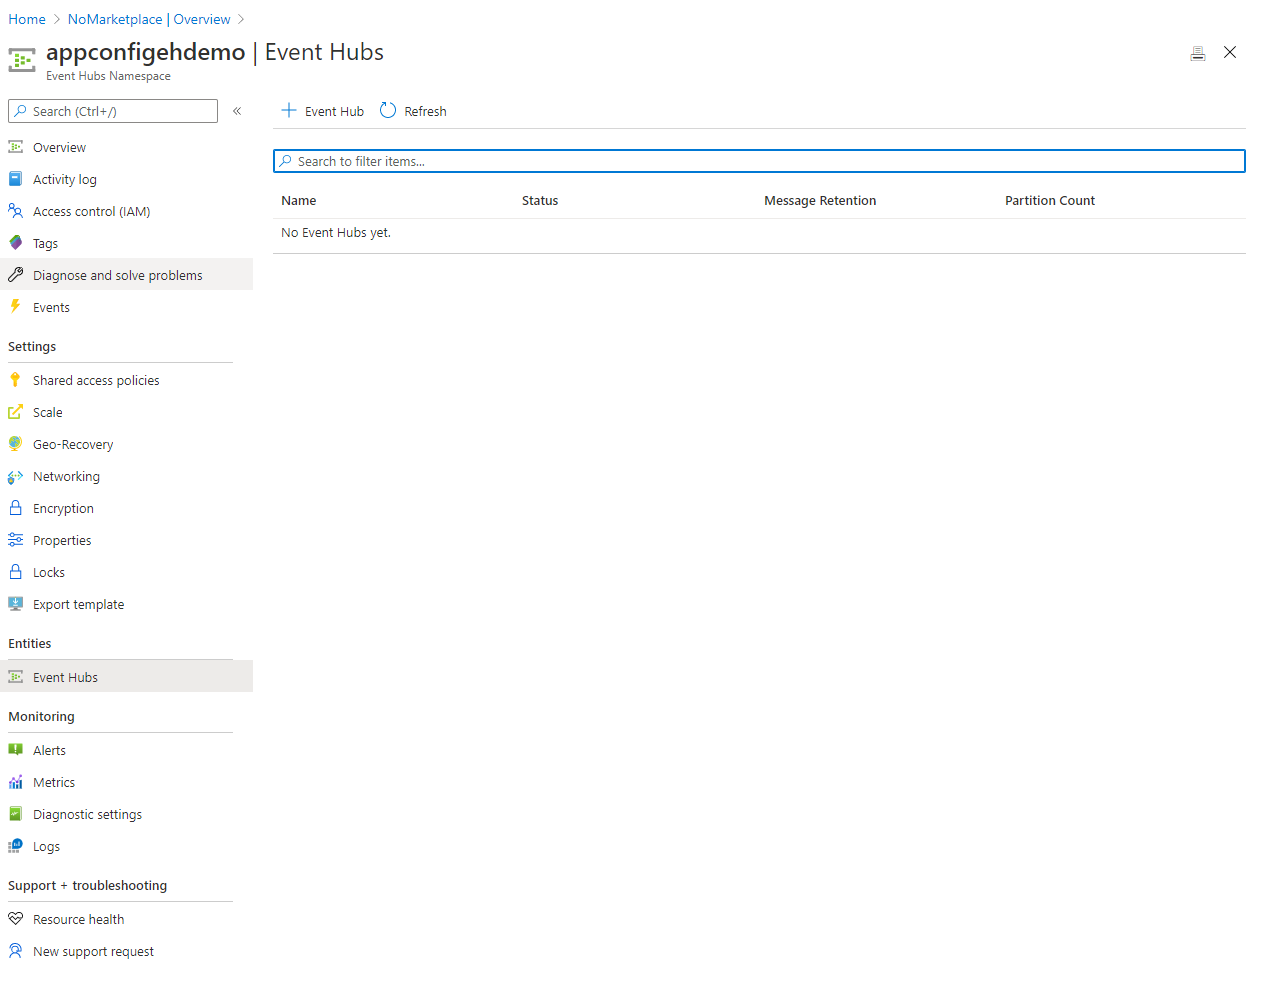 Home > NoMarketplace | Overview >
appconfigehdemo | Event Hubs
Event Hubs Namespace
Search (Ctrl+/)
«
Overview
Activity log
Access control (IAM)
Tags
Diagnose and solve problems
Events
Settings
Shared access policies
Scale
Geo-Recovery
Networking
Encryption
Properties
Locks
Export template
Entities
Event Hubs
Monitoring
Alerts
Metrics
Diagnostic settings
Logs
Support + troubleshooting
Resource health
New support request
Event Hub Refresh
Search to filter items...
Name Status Message Retention Partition Count
No Event Hubs yet.